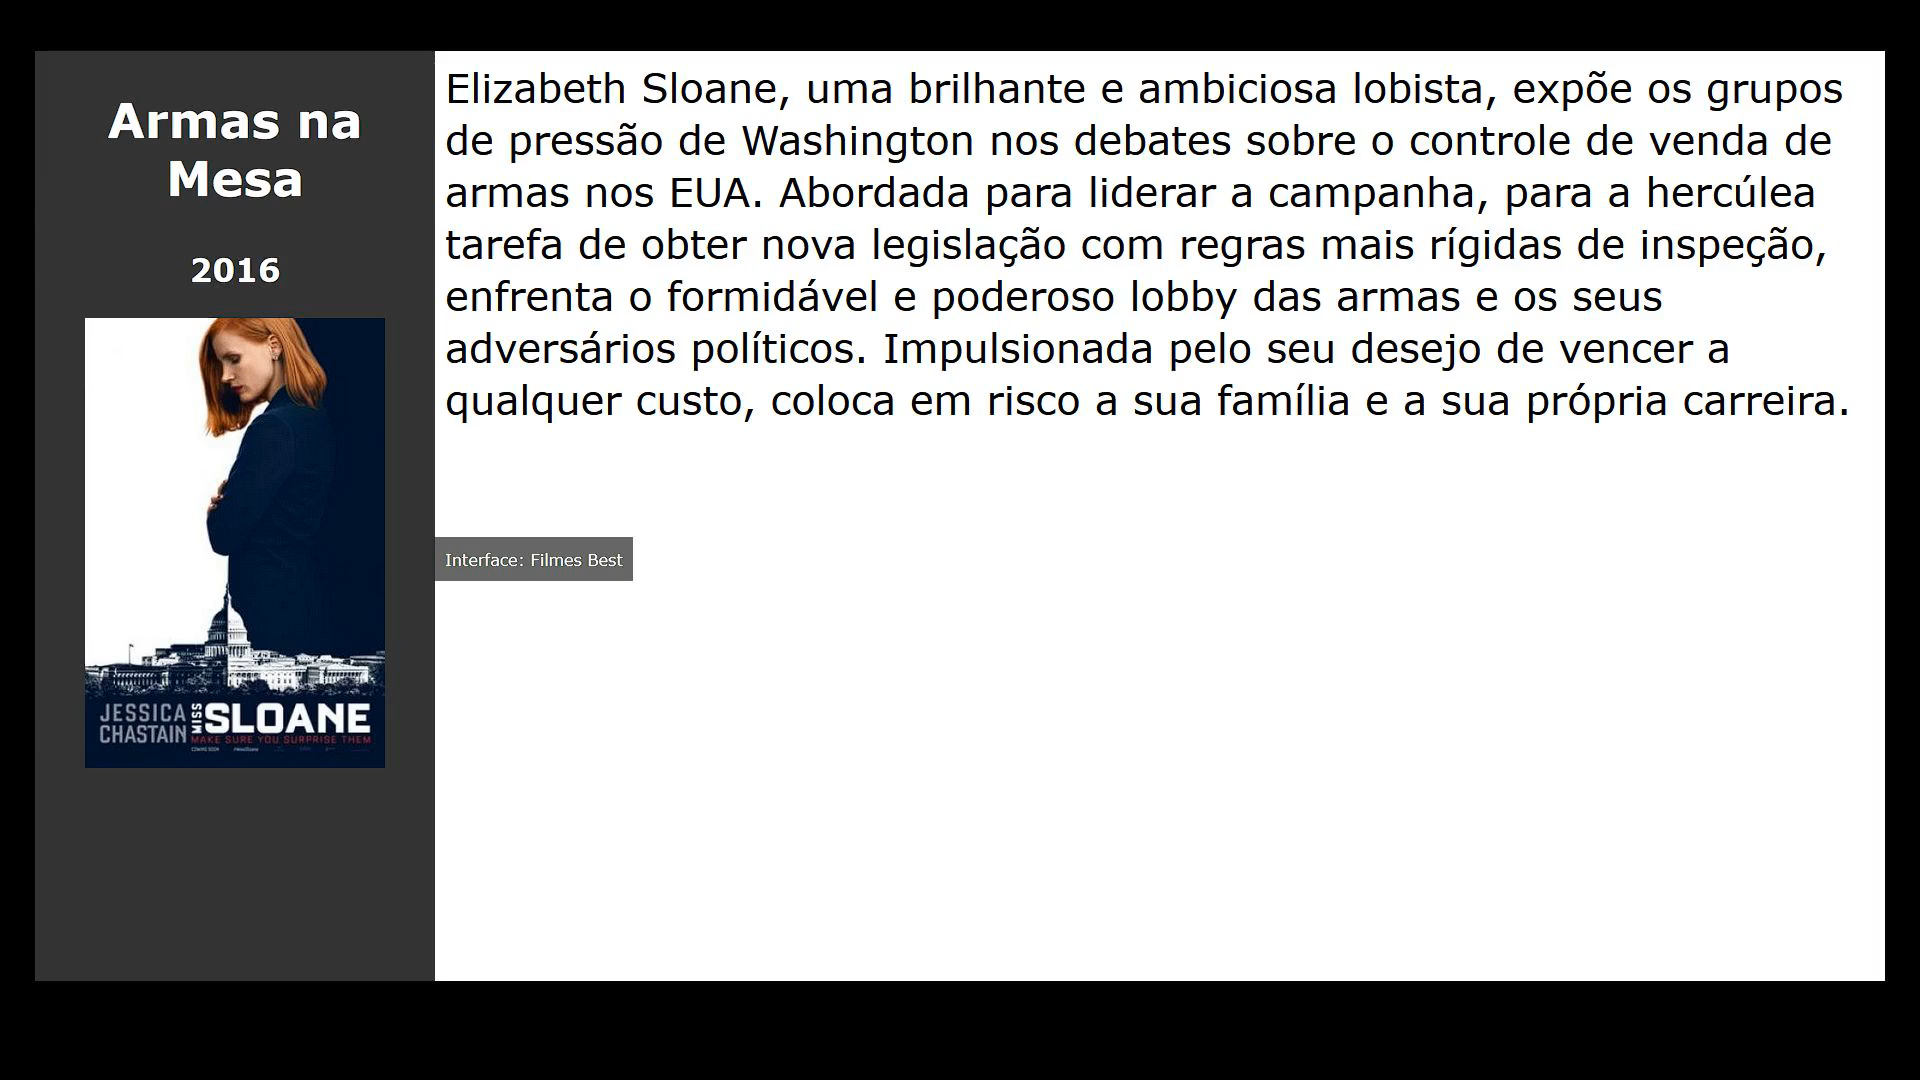 Armas na
Mesa
2016
JESSICA
CHASTAIN
MISS
SLOANE
MAKE SURE YOU SURPRISE THEM
COMING SOON
Elizabeth Sloane, uma brilhante e ambiciosa lobista, expõe os grupos
de pressão de Washington nos debates sobre o controle de venda de
armas nos EUA. Abordada para liderar a campanha, para a hercúlea
tarefa de obter nova legislação com regras mais rígidas de inspeção,
enfrenta o formidável e poderoso lobby das armas e os seus
adversários políticos. Impulsionada pelo seu desejo de vencer a
qualquer custo, coloca em risco a sua família e a sua própria carreira.
Interface: Filmes Best